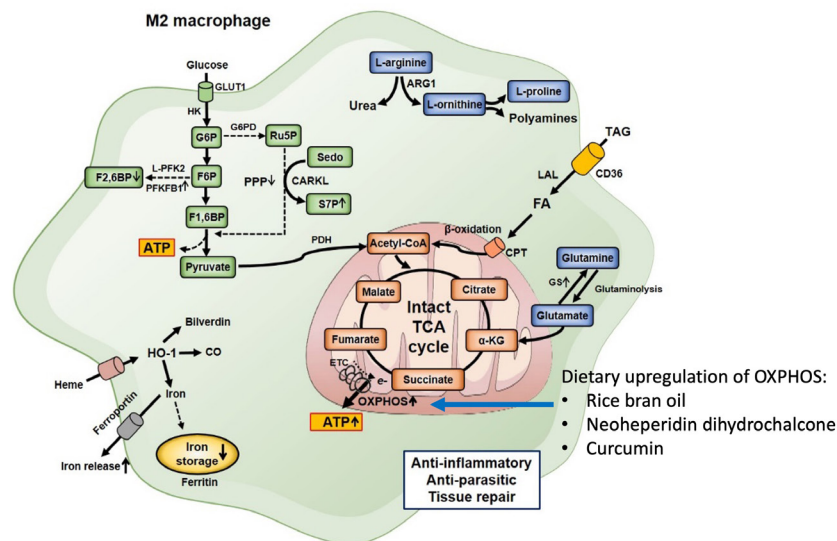 M2 macrophage
Glucose
GLUT1
HK
G6P
G6PD
Ru5P
L-PFK2
PFKFB1↑
F2,6BP↓
F6P
PPP↓
Sedo
CARKL
S7P↑
F1,6BP
ATP
Pyruvate
PDH
L-arginine
ARG1
Urea
L-ornithine
L-proline
Polyamines
TAG
CD36
LAL
FA
β-oxidation
CPT
Acetyl-CoA
Malate
Citrate
Intact
TCA
cycle
Fumarate
α-KG
Succinate
ETC
e-
OXPHOS↑
ATP↑
Glutamine
GS↑
Glutaminolysis
Glutamate
Bilverdin
HO-1
CO
Heme
Iron
Ferroportin
Iron release↑
Iron
storage↓
Ferritin
Dietary upregulation of OXPHOS:
• Rice bran oil
• Neoheperidin dihydrochalcone
• Curcumin
Anti-inflammatory
Anti-parasitic
Tissue repair